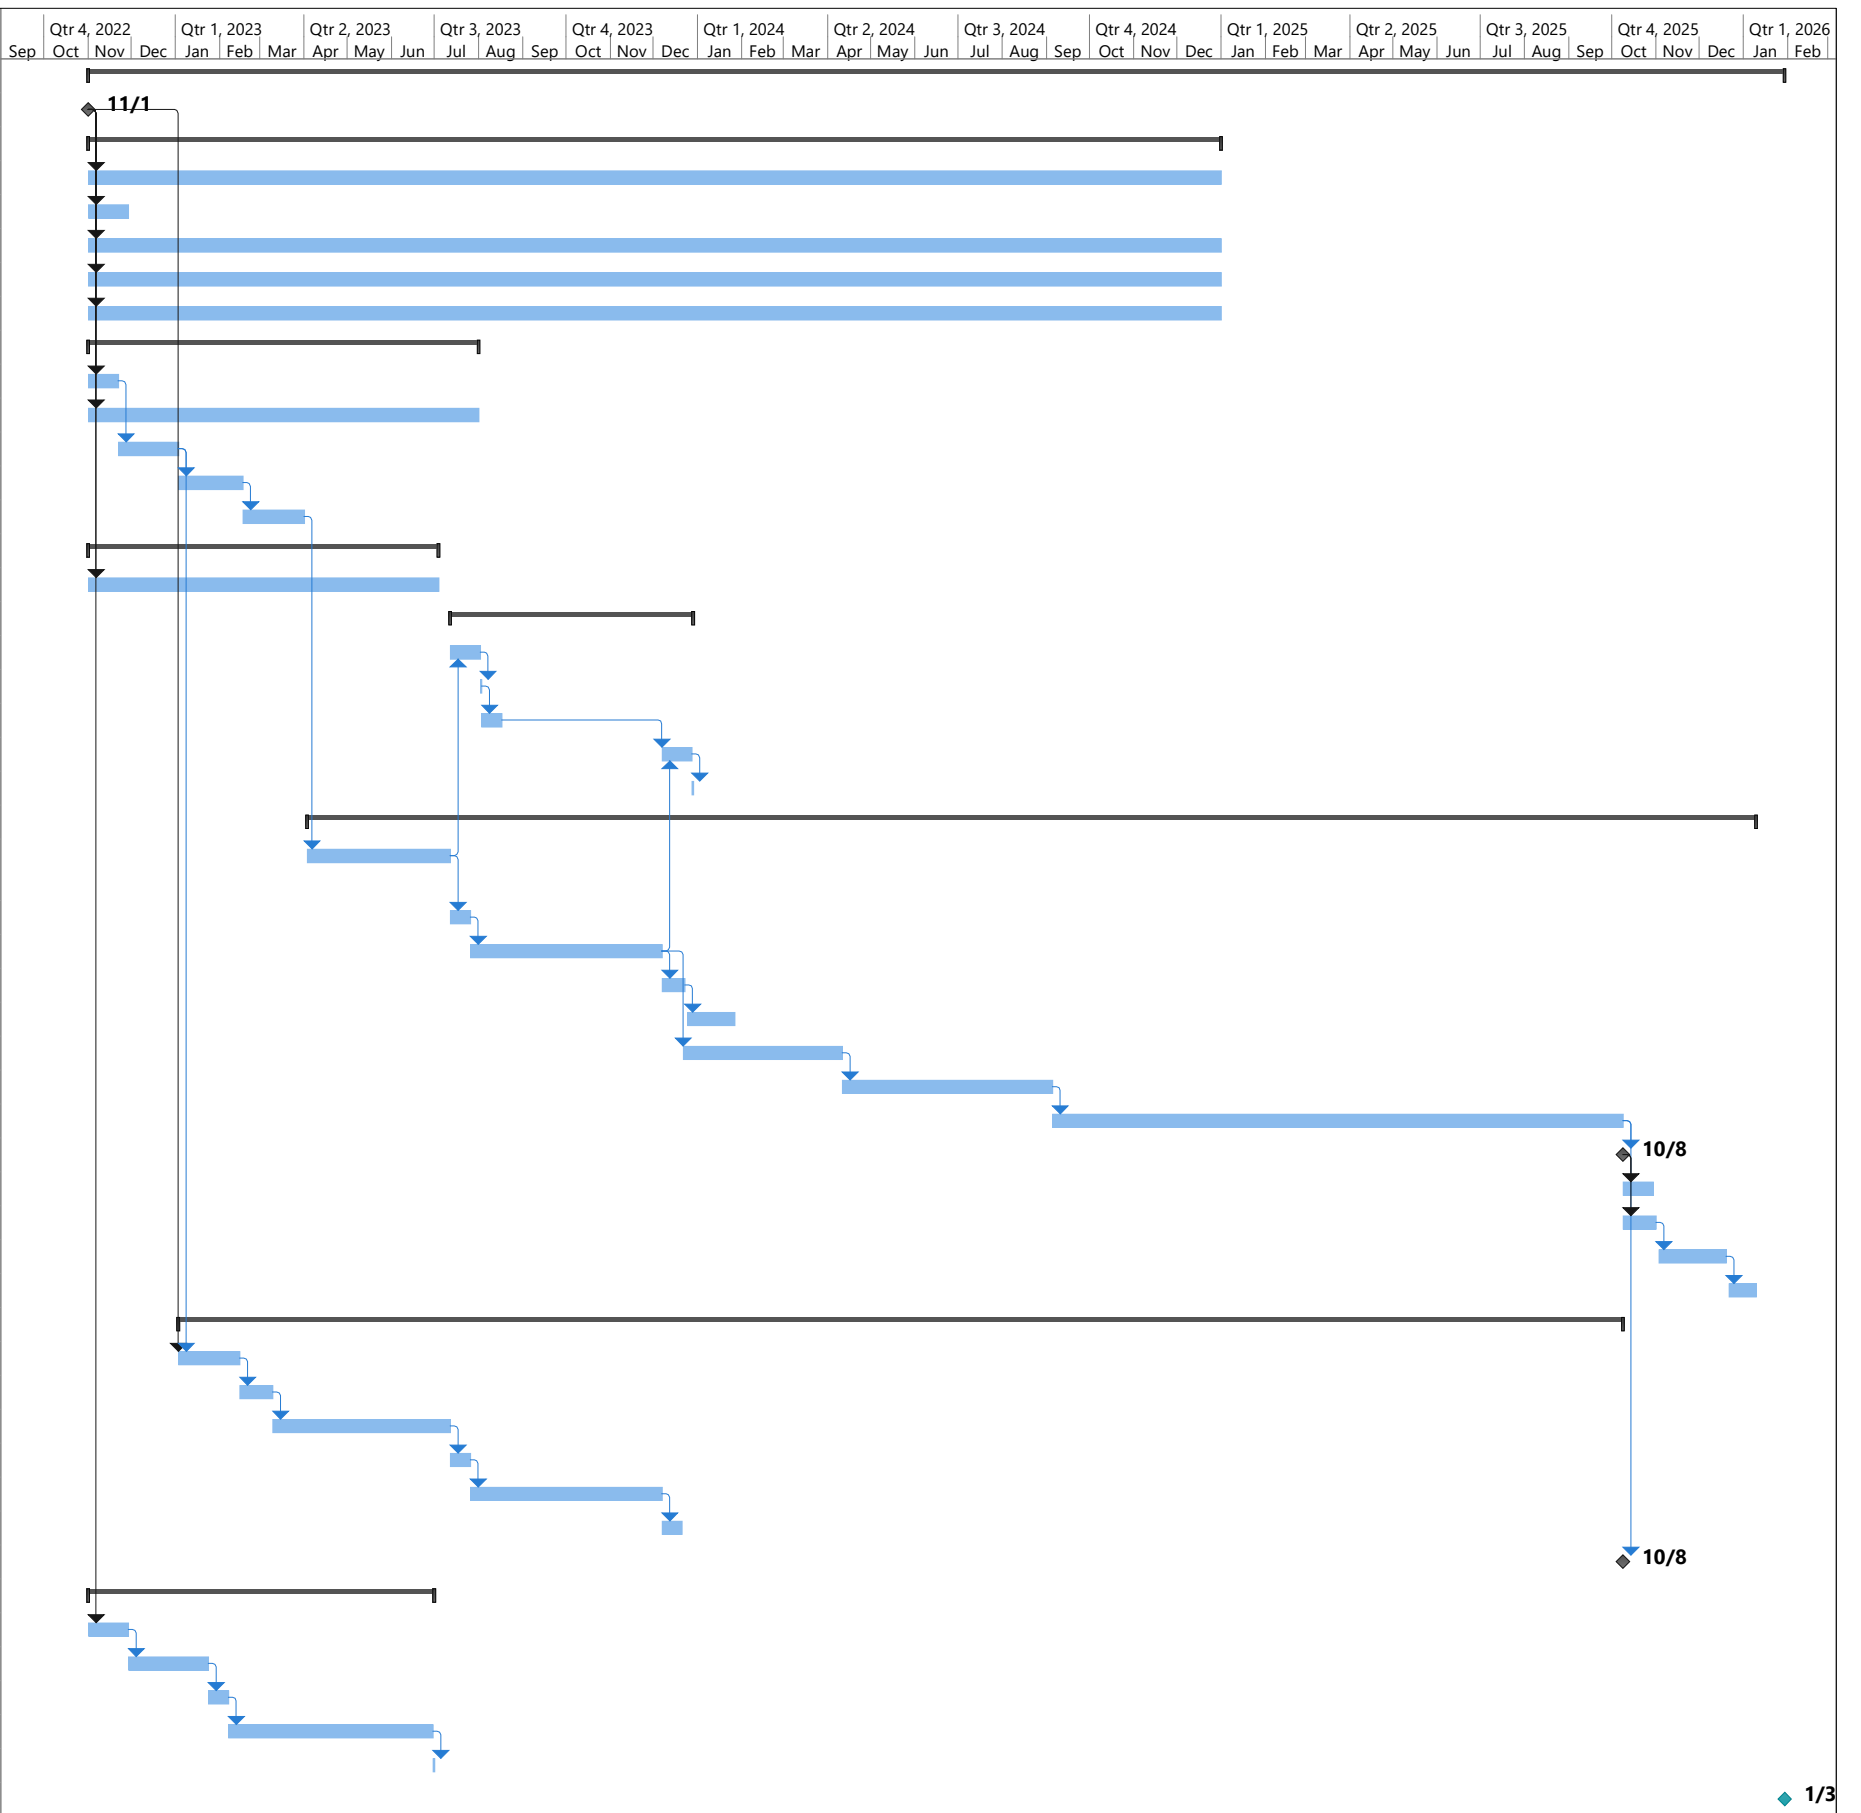 Qtr 4, 2022 Qtr 1, 2023 Qtr 2, 2023 Qtr 3, 2023 Qtr 4, 2023 Qtr 1, 2024 Qtr 2, 2024 Qtr 3, 2024 Qtr 4, 2024 Qtr 1, 2025 Qtr 2, 2025 Qtr 3, 2025 Qtr 4, 2025 Qtr 1, 2026
Sep Oct Nov Dec Jan Feb Mar Apr May Jun Jul Aug Sep Oct Nov Dec Jan Feb Mar Apr May Jun Jul Aug Sep Oct Nov Dec Jan Feb Mar Apr May Jun Jul Aug Sep Oct Nov Dec Jan Feb
11/1
10/8
10/8
1/3